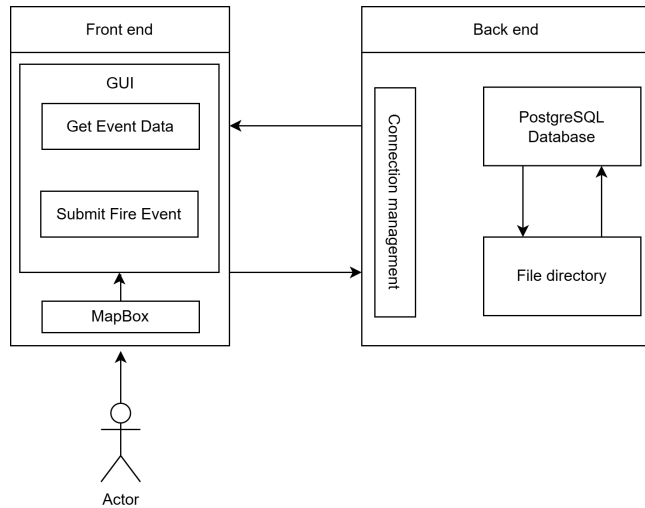 Front end
GUI
Get Event Data
Submit Fire Event
MapBox
Actor
Back end
Connection management
PostgreSQL
Database
File directory